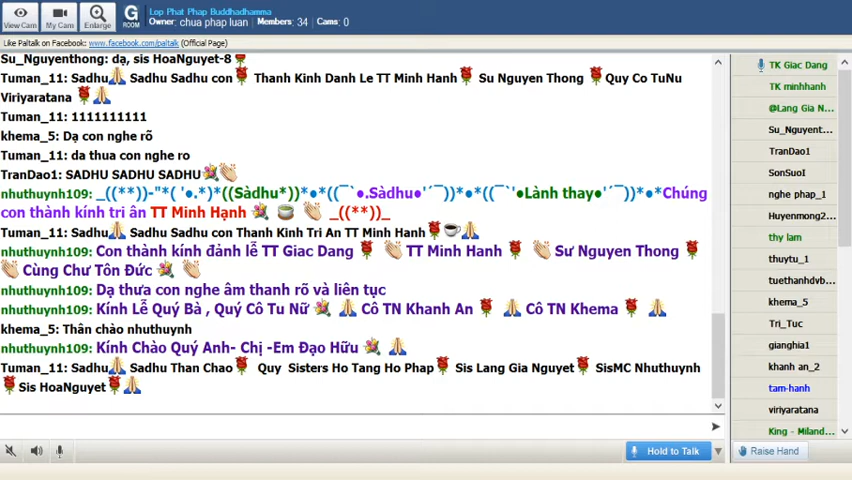 View Cam
My Cam
Enlarge
G
ROOM
Lop Phat Phap Buddhadhamma
Owner: chua phap luan Members: 34 Cams: 0
Like Paltalk on Facebook: www.facebook.com/paltalk (Official Page)
Su_Nguyenthong: dạ, sis HoaNguyet-8
Tuman_11: Sadhu Sadhu Sadhu con Thanh Kinh Danh Le TT Minh Hanh Su Nguyen Thong Quy Co TuNu
Viriyaratana
Tuman_11: 1111111111
khema_5: Dạ con nghe rõ
Tuman_11: da thua con nghe ro
TranDao1: SADHU SADHU SADHU
nhuthuynh109: _((**))-"*( '●.*)*((Sàdhu*))*●*((¯`●.Sàdhu●'´¯))*●*((¯`'●Lành thay●'´¯))*●*Chúng
con thành kính tri ân TT Minh Hạnh _((**))_
Tuman_11: Sadhu Sadhu Sadhu con Thanh Kinh Tri An TT Minh Hanh
nhuthuynh109: Con thành kính đảnh lễ TT Giac Dang TT Minh Hanh Sư Nguyen Thong
Cùng Chư Tôn Đức
nhuthuynh109: Dạ thưa con nghe âm thanh rõ và liên tục
nhuthuynh109: Kính Lễ Quý Bà , Quý Cô Tu Nữ Cô TN Khanh An Cô TN Khema
khema_5: Thân chào nhuthuynh
nhuthuynh109: Kính Chào Quý Anh- Chị -Em Đạo Hữu
Tuman_11: Sadhu Sadhu Than Chao Quy Sisters Ho Tang Ho Phap Sis Lang Gia Nguyet SisMC Nhuthuynh
Sis HoaNguyet
TK Giac Dang
TK minhhanh
@Lang Gia N...
Su_Nguyent...
TranDao1
SonSuoI
nghe phap_1
Huyenmong2...
thy lam
thuytu_1
tuethanhdvb...
khema_5
Tri_Tuc
gianghia1
khanh an_2
tam-hanh
viriyaratana
King - Miland...
Hold to Talk
Raise Hand